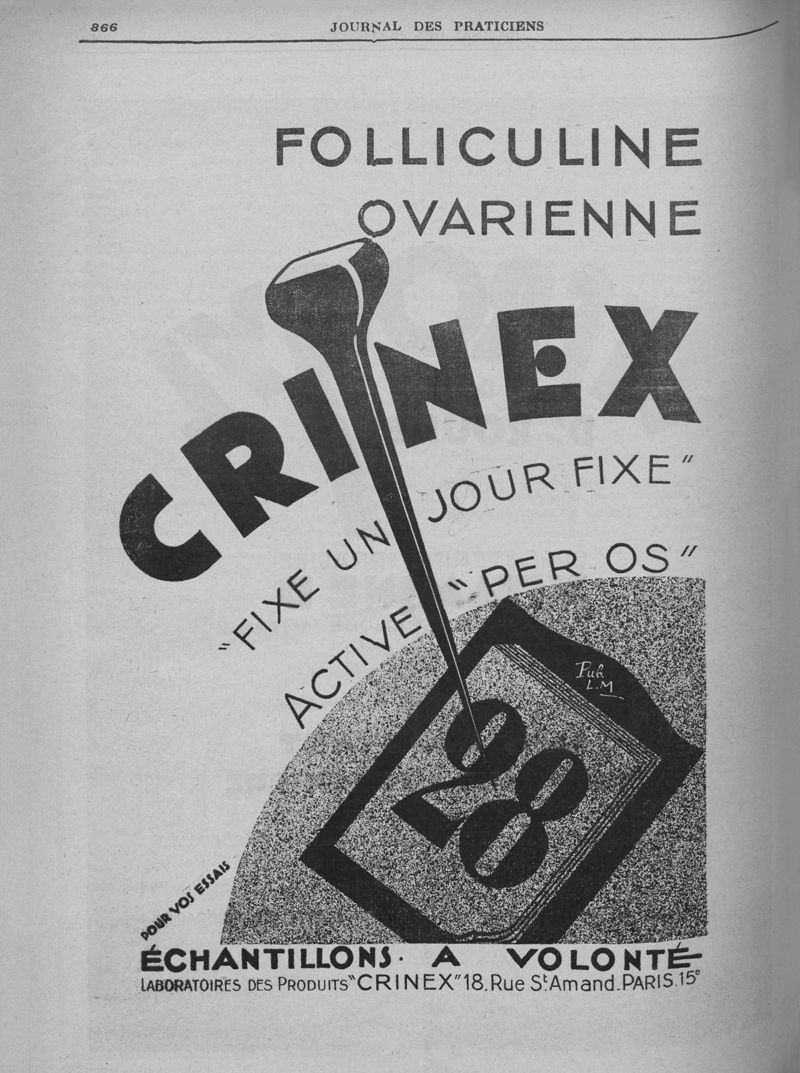 866
JOURNAL DES PRATICIENS
FOLLICULINE
OVARIENNE
CRINEX
"FIXE UN JOUR FIXE"
ACTIVE "PER OS"
Pub.
L.M
28
POUR VOS ESSAIS
ÉCHANTILLONS · A VOLONTÉ
LABORATOIRES DES PRODUITS "CRINEX" 18, Rue St Amand. PARIS. 15e